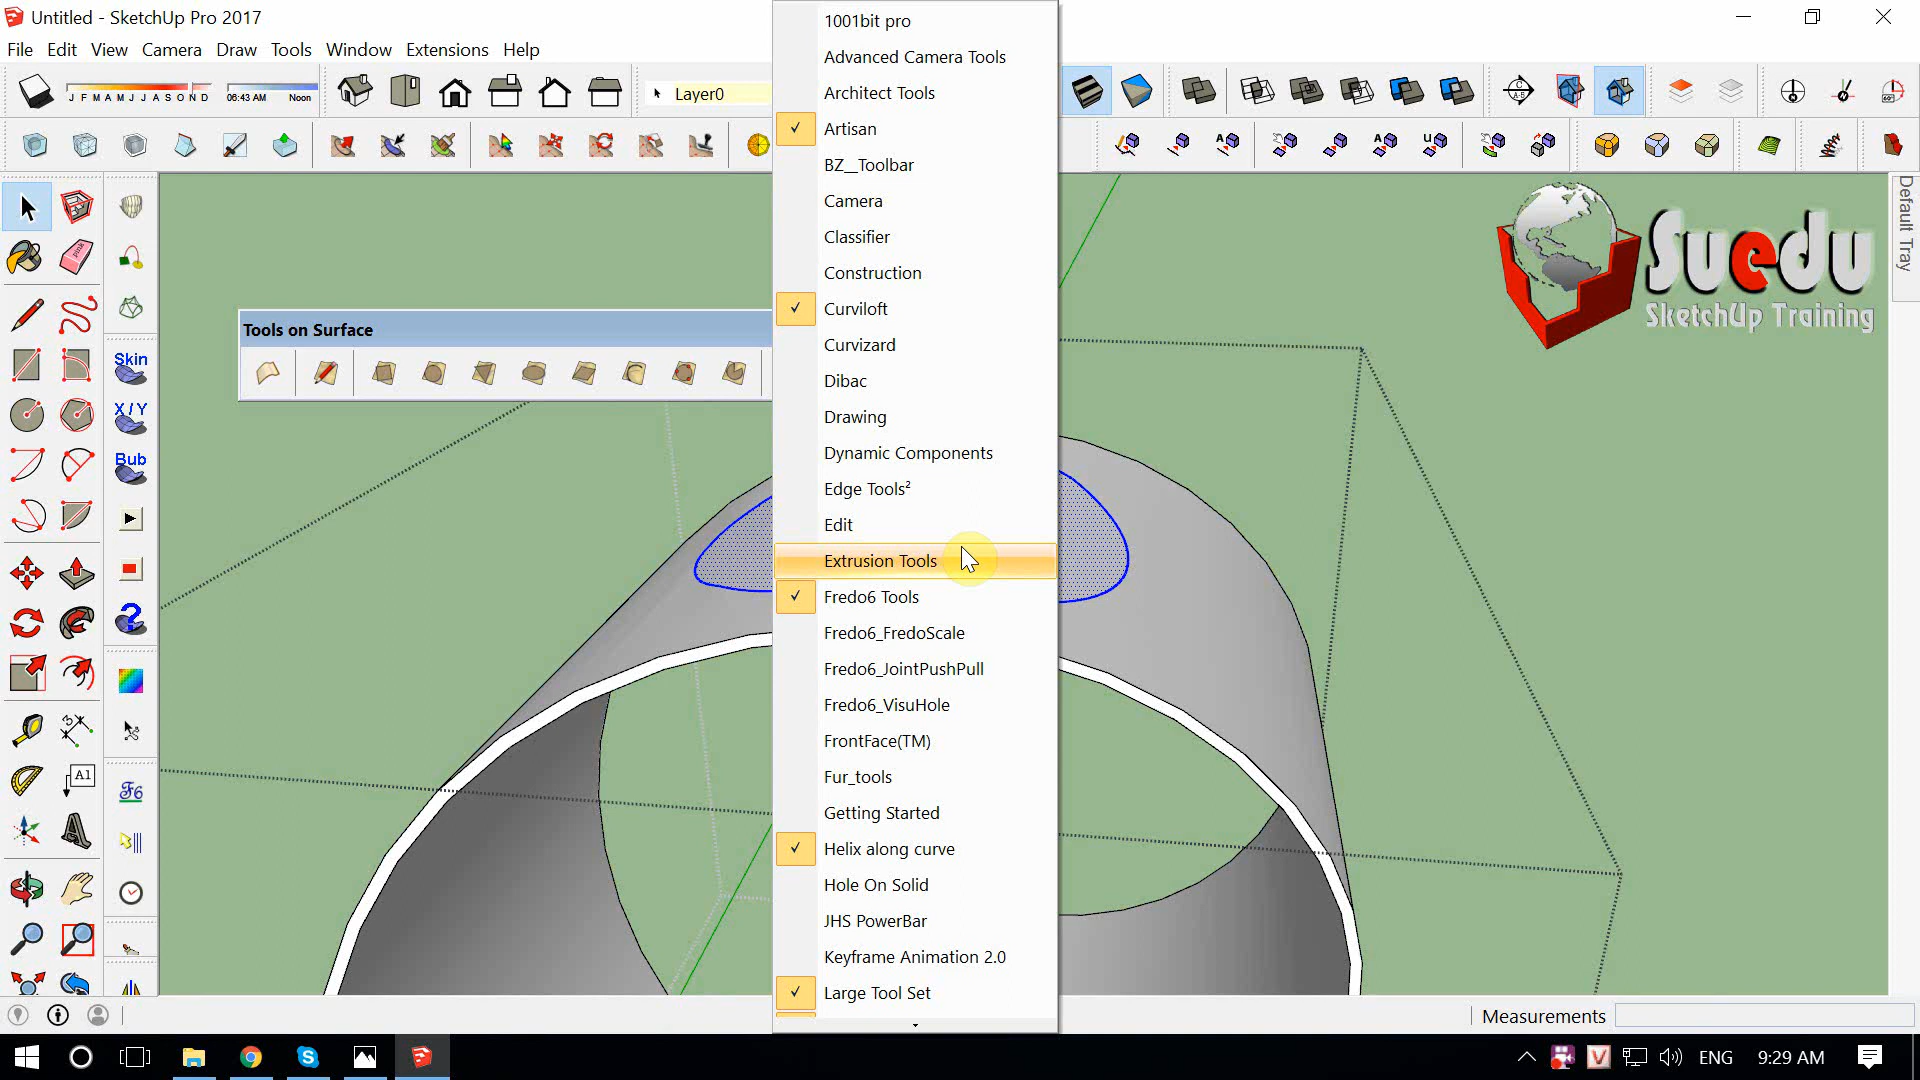 Untitled - SketchUp Pro 2017
File Edit View Camera Draw Tools Window Extensions Help
J F M A M J J A S O N D
06:43 AM Noon
Layer0
Tools on Surface
1001bit pro
Advanced Camera Tools
Architect Tools
Artisan
BZ__Toolbar
Camera
Classifier
Construction
Curviloft
Curvizard
Dibac
Drawing
Dynamic Components
Edge Tools²
Edit
Extrusion Tools
Fredo6 Tools
Fredo6_FredoScale
Fredo6_JointPushPull
Fredo6_VisuHole
FrontFace(TM)
Fur_tools
Getting Started
Helix along curve
Hole On Solid
JHS PowerBar
Keyframe Animation 2.0
Large Tool Set
Skin
X/Y
Bub
A1
Suedu
SketchUp Training
Default Tray
Measurements
ENG
9:29 AM